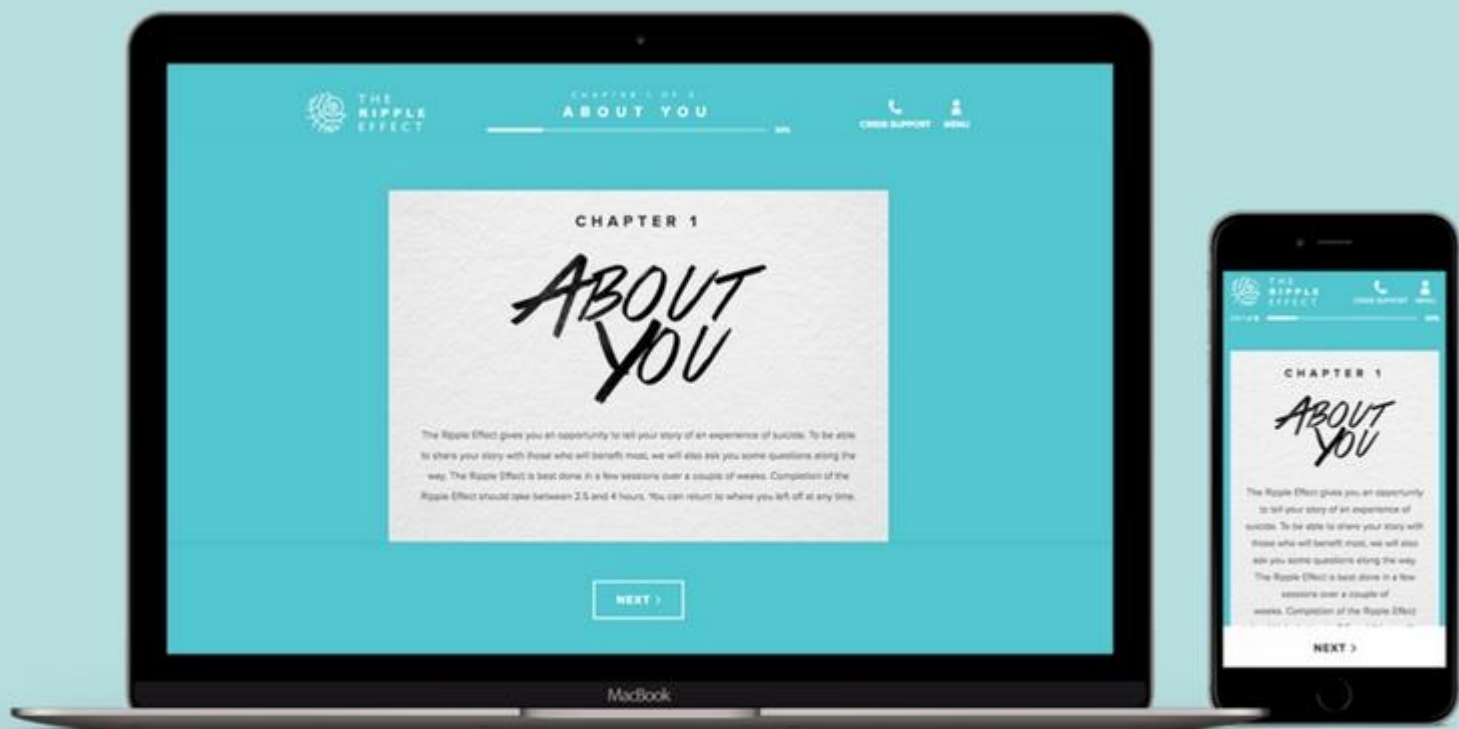 THE
RIPPLE
EFFECT
CHAPTER 1 OF
ABOUT YOU
CRISIS SUPPORT
MENU
CHAPTER 1
ABOUT
YOU
The Ripple Effect gives you an opportunity to tell your story of an experience of suicide. To be able
to share your story with those who will benefit most, we will also ask you some questions along the
way. The Ripple Effect is best done in a few sessions over a couple of weeks. Completion of the
Ripple Effect should take between 2.5 and 4 hours. You can return to where you left off at any time.
NEXT >
MacBook
THE
RIPPLE
EFFECT
CRISIS SUPPORT
MENU
CHAPTER 1
ABOUT
YOU
The Ripple Effect gives you an opportunity
to tell your story of an experience of
suicide. To be able to share your story with
those who will benefit most, we will also
ask you some questions along the way.
The Ripple Effect is best done in a few
sessions over a couple of
weeks. Completion of the Ripple Effect
NEXT >